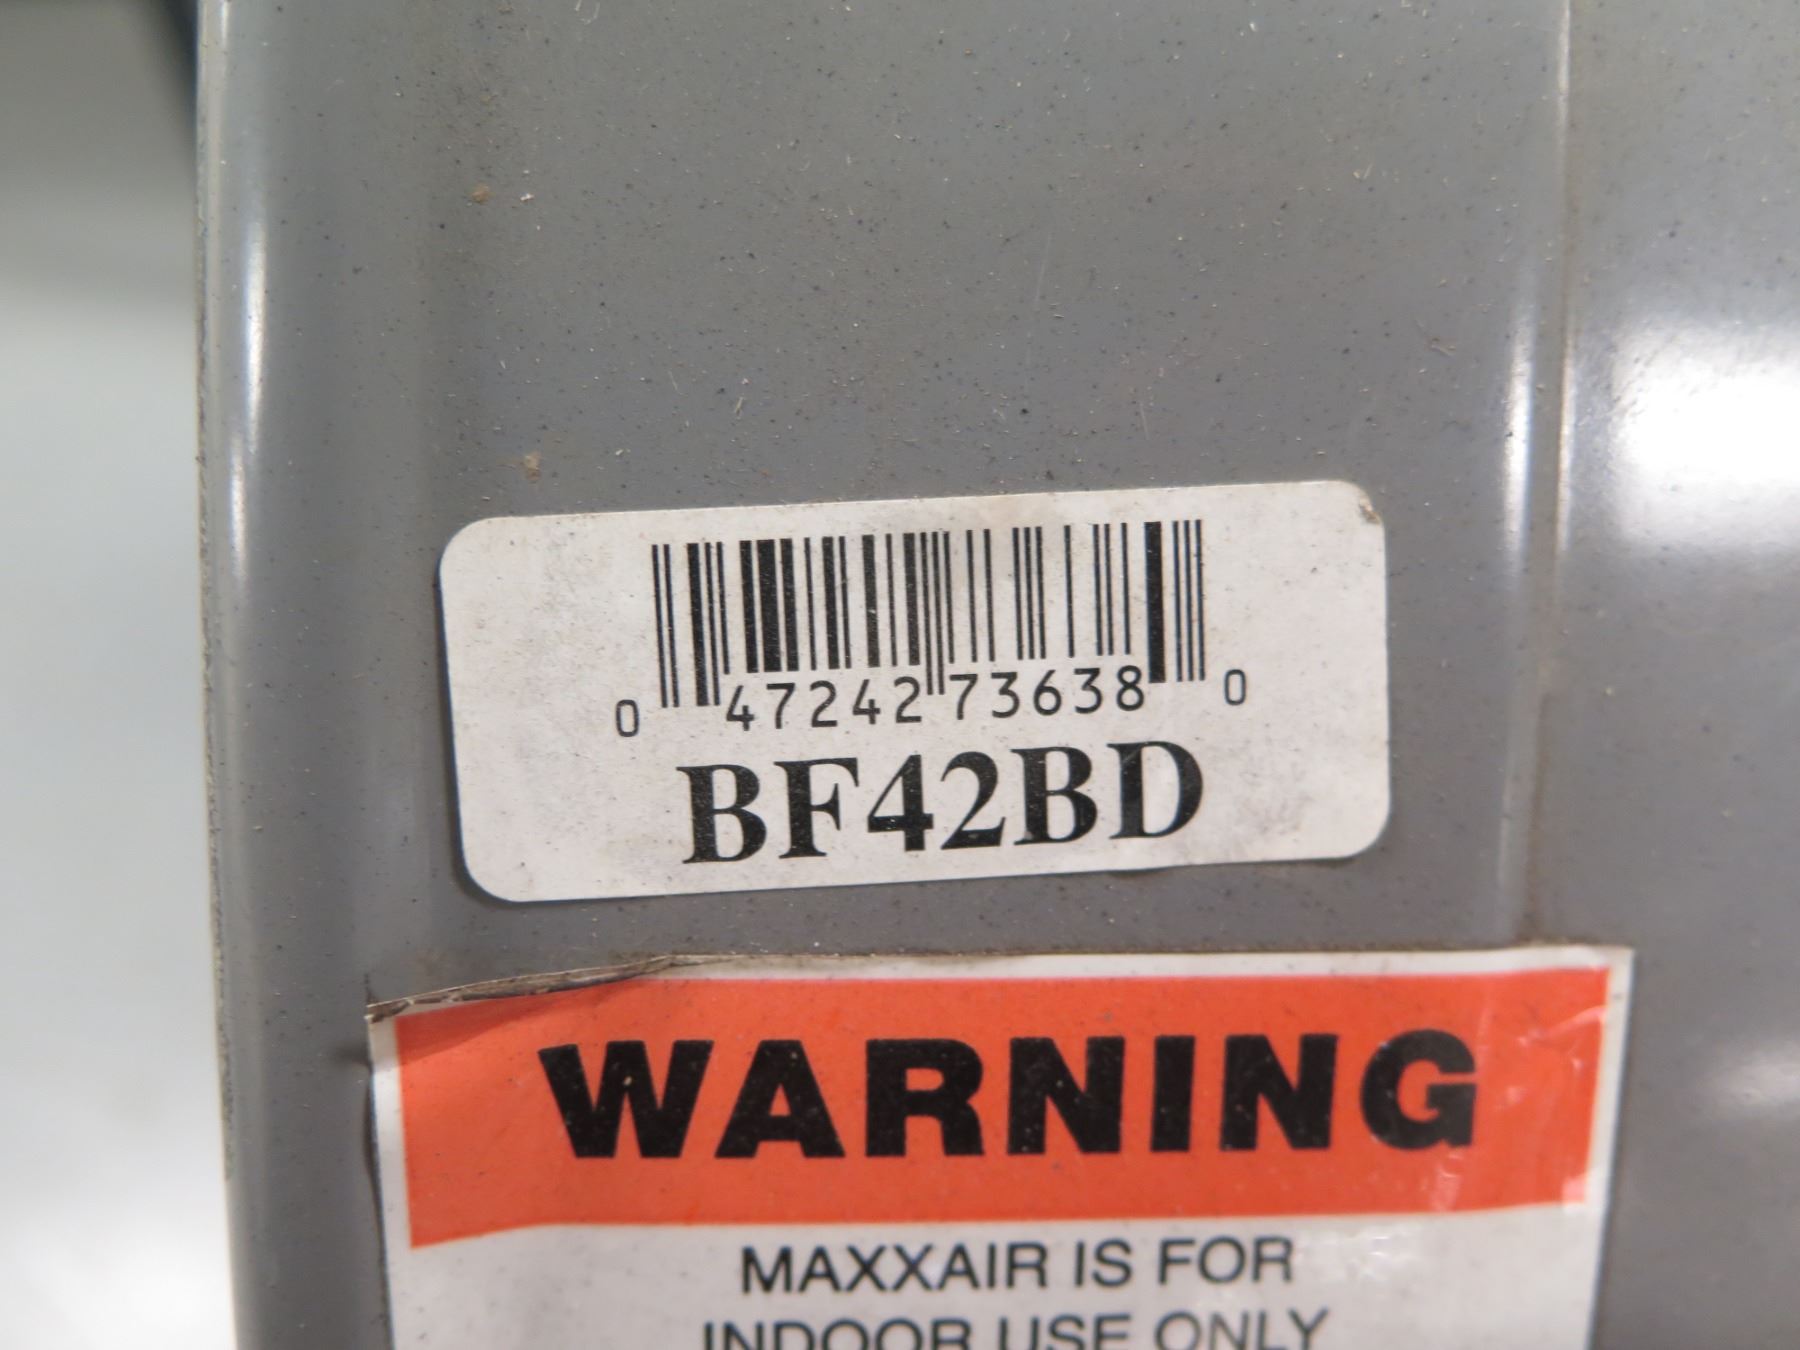 0 47242 73638 0
BF42BD
WARNING
MAXXAIR IS FOR
INDOOR USE ONLY